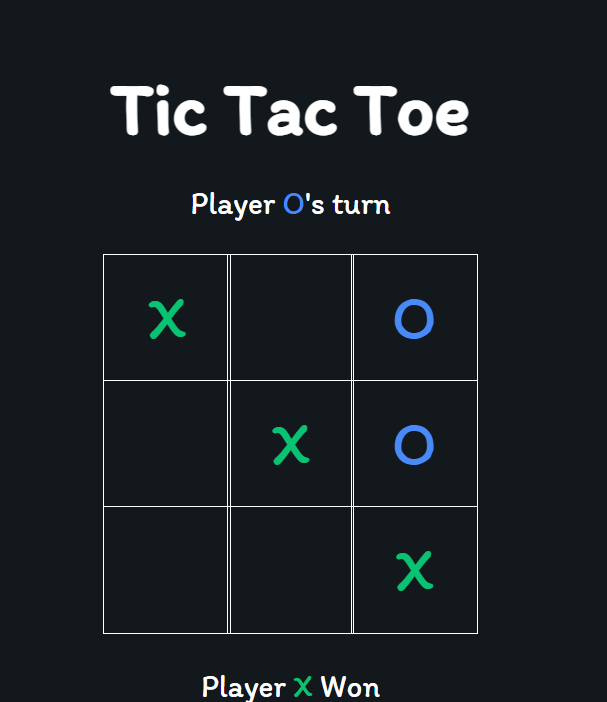 Tic Tac Toe
Player O's turn
X O
X O
X
Player X Won